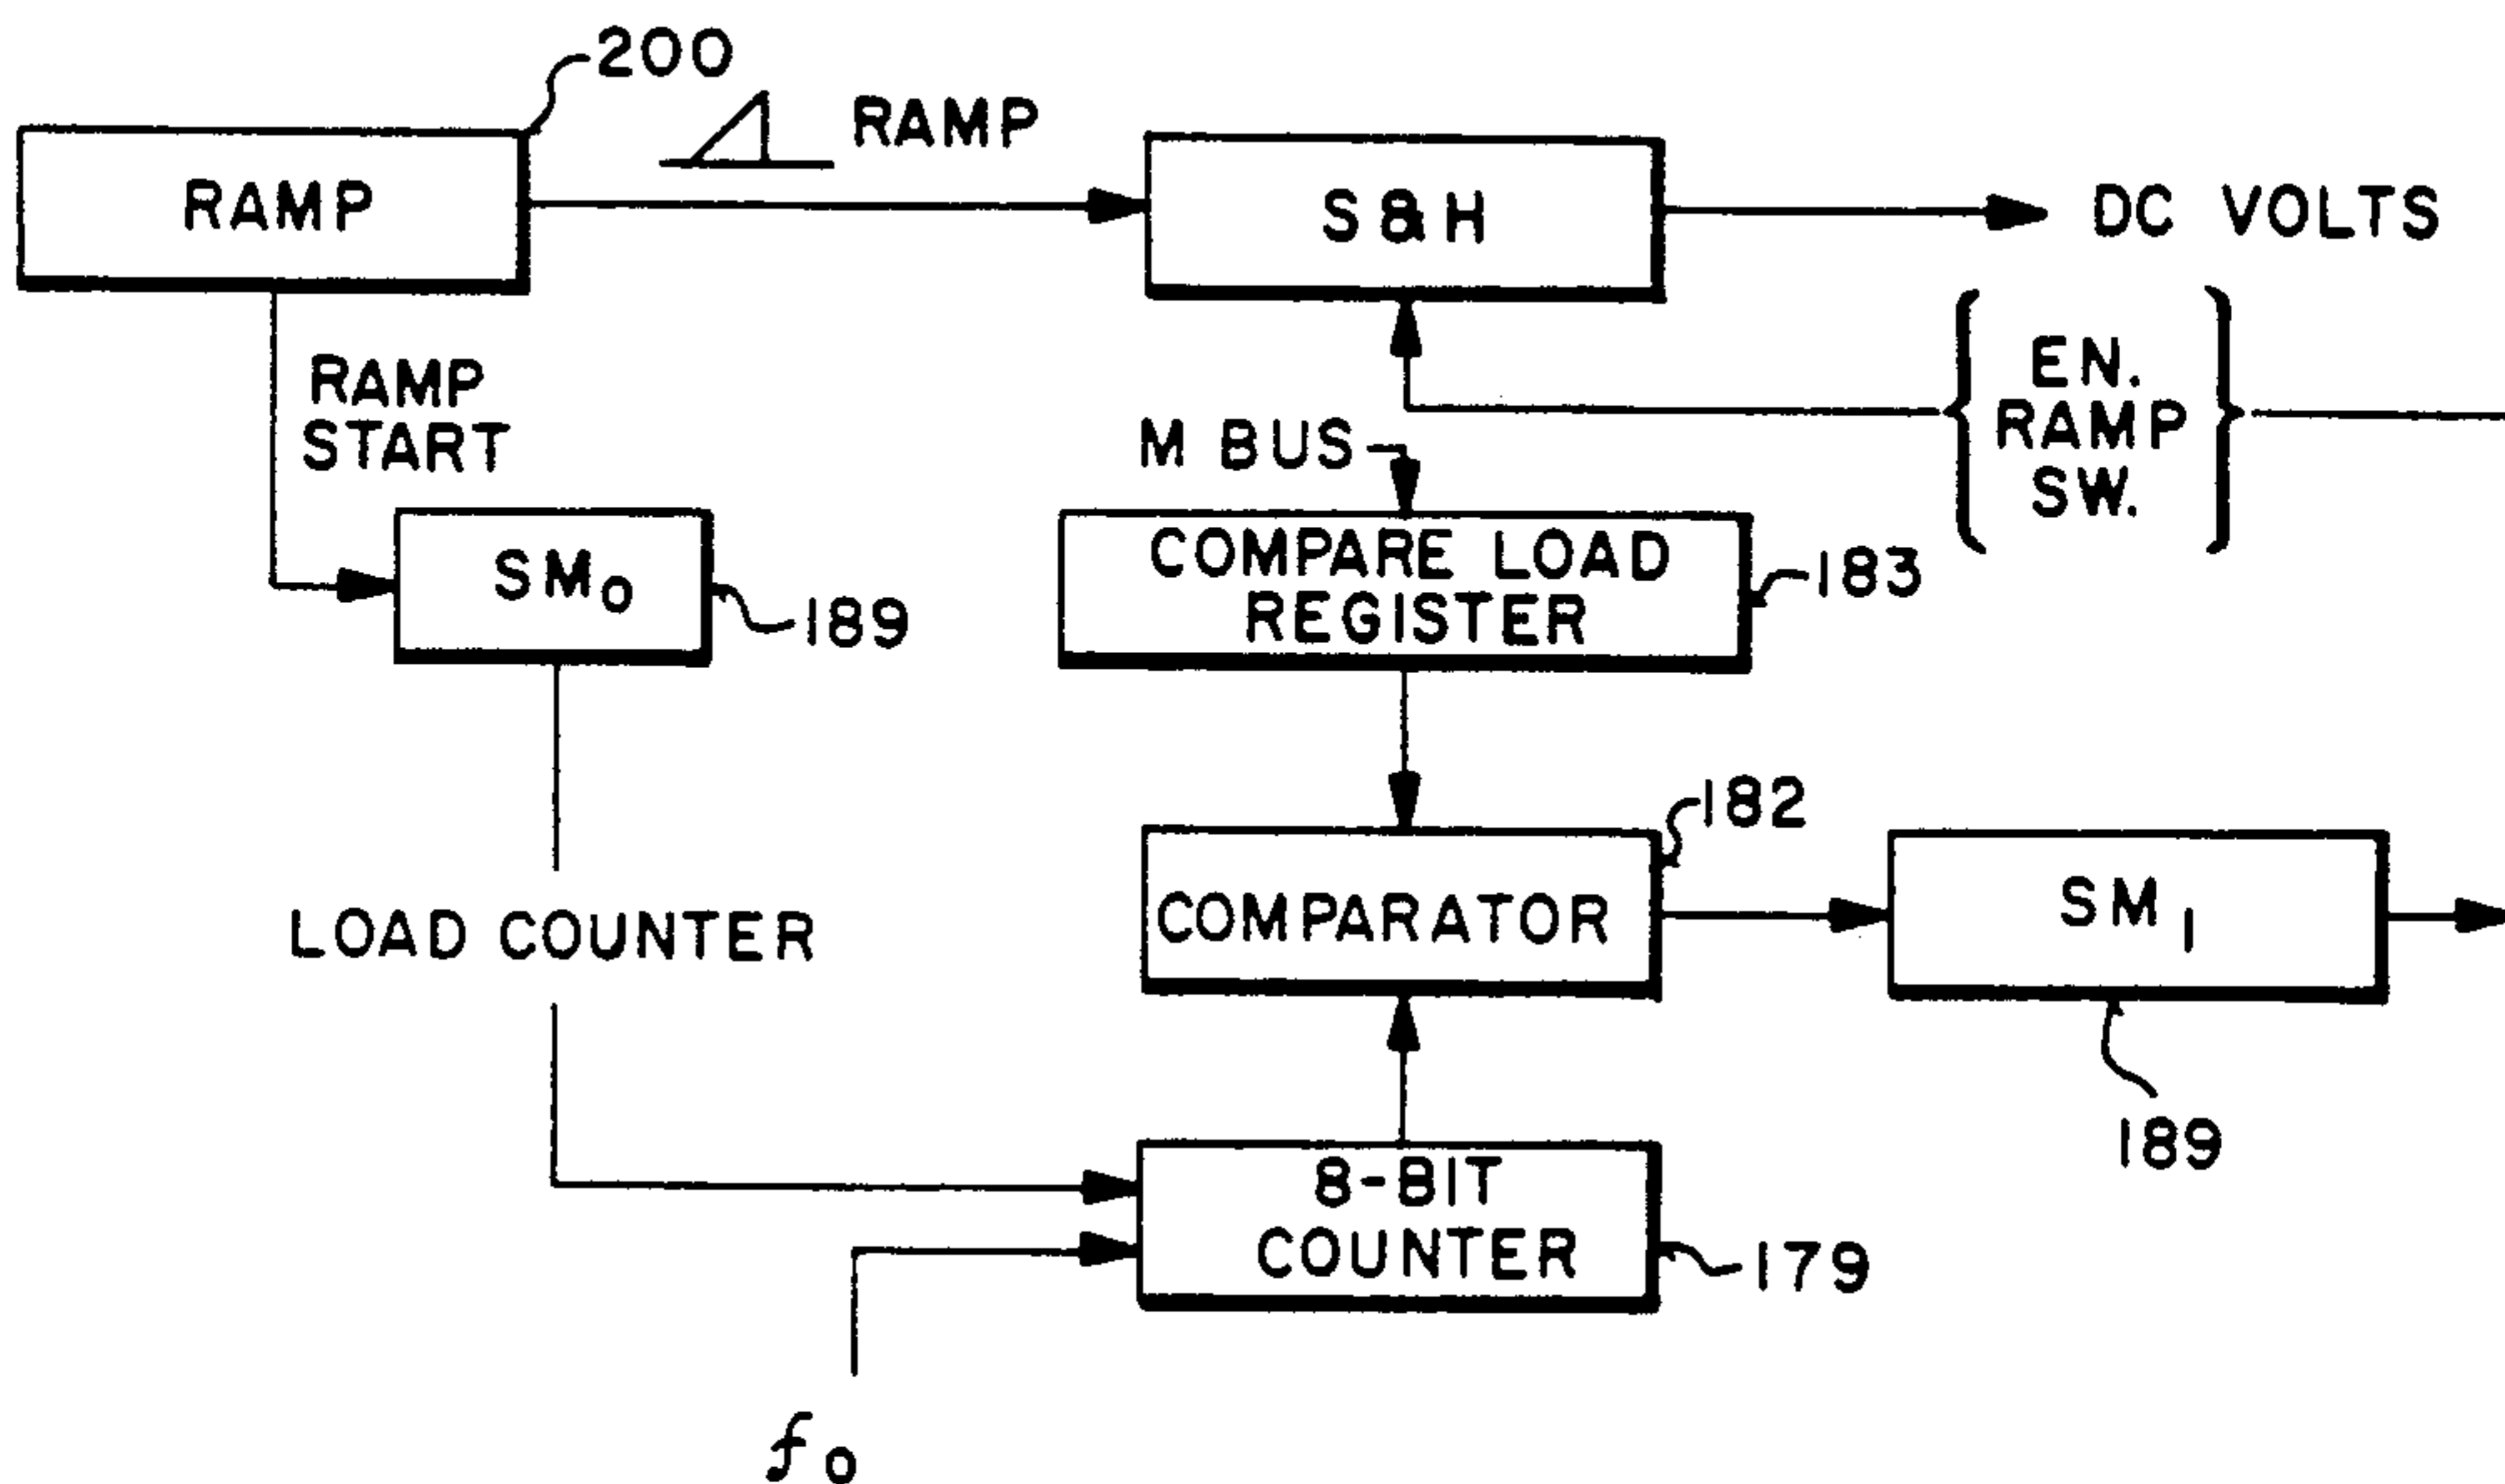 200
RAMP
RAMP
S&H
DC VOLTS
RAMP
START
EN.
RAMP
SW.
M BUS
SM0
189
COMPARE LOAD
REGISTER
183
182
LOAD COUNTER
COMPARATOR
SM1
189
8-BIT
COUNTER
179
f0